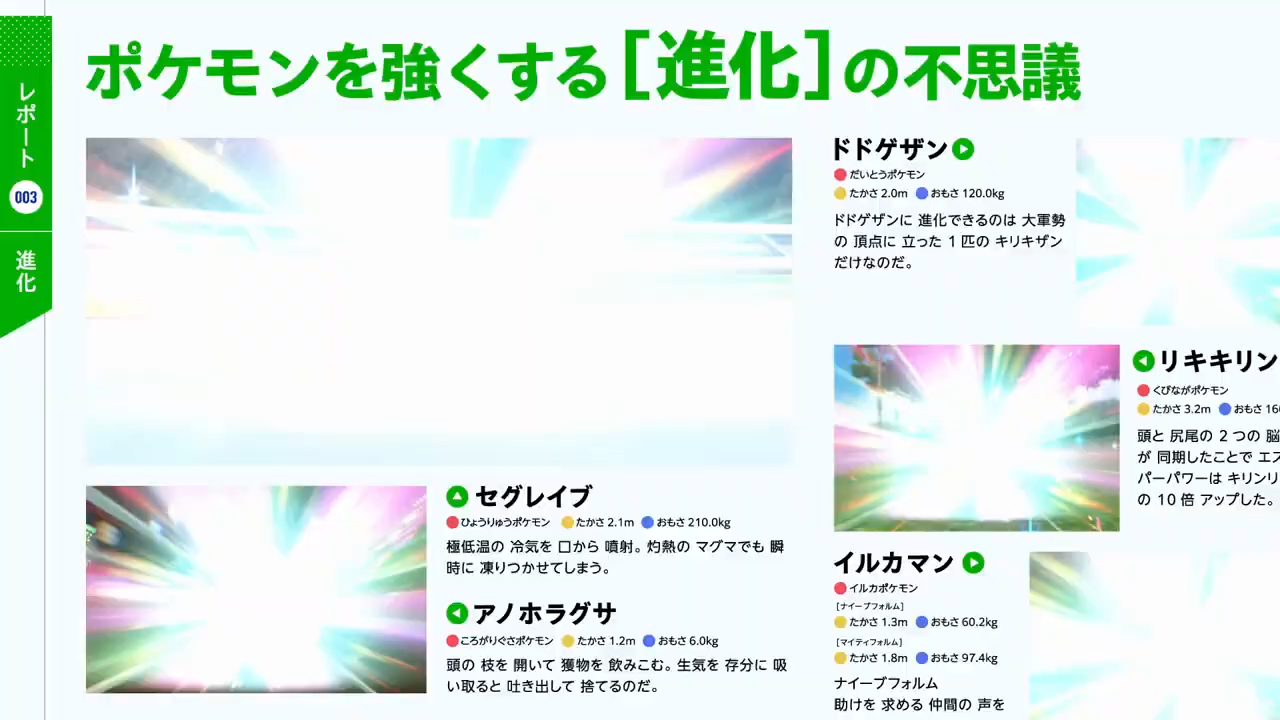 ポケモンを強くする[進化]の不思議
レポート
003
進化
ドドゲザン
だいとうポケモン
たかさ 2.0m おもさ 120.0kg
ドドゲザンに 進化できるのは 大軍勢
の 頂点に 立った 1 匹の キリキザン
だけなのだ。
リキキリン
くびながポケモン
たかさ 3.2m おもさ 16
頭と 尻尾の 2 つの 脳
が 同期したことで エス
パーパワーは キリンリ
の 10 倍 アップした。
セグレイブ
ひょうりゅうポケモン たかさ 2.1m おもさ 210.0kg
極低温の 冷気を 口から 噴射。灼熱の マグマでも 瞬
時に 凍りつかせてしまう。
アノホラグサ
ころがりぐさポケモン たかさ 1.2m おもさ 6.0kg
頭の 枝を 開いて 獲物を 飲みこむ。生気を 存分に 吸
い取ると 吐き出して 捨てるのだ。
イルカマン
イルカポケモン
[ナイーブフォルム]
たかさ 1.3m おもさ 60.2kg
[マイティフォルム]
たかさ 1.8m おもさ 97.4kg
ナイーブフォルム
助けを 求める 仲間の 声を